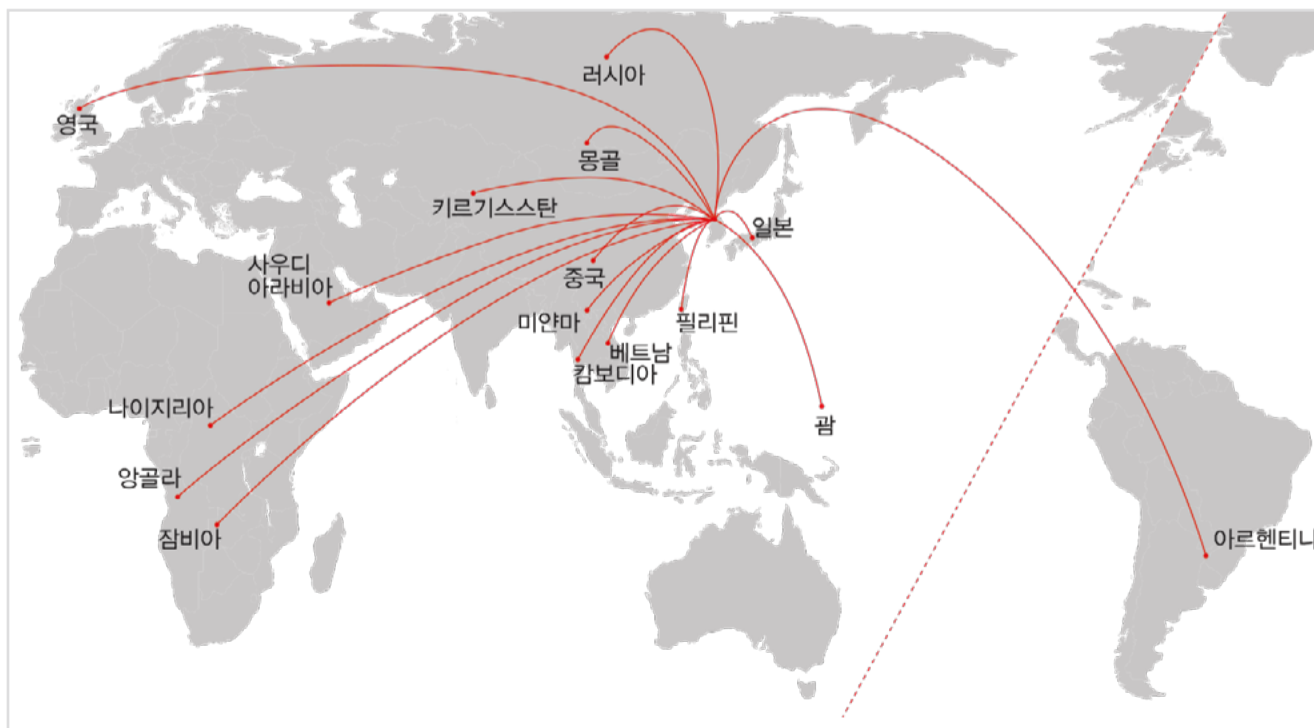 러시아
영국
몽골
키르기스스탄
일본
사우디
아라비아
중국
미얀마
필리핀
베트남
캄보디아
나이지리아
괌
앙골라
잠비아
아르헨티나